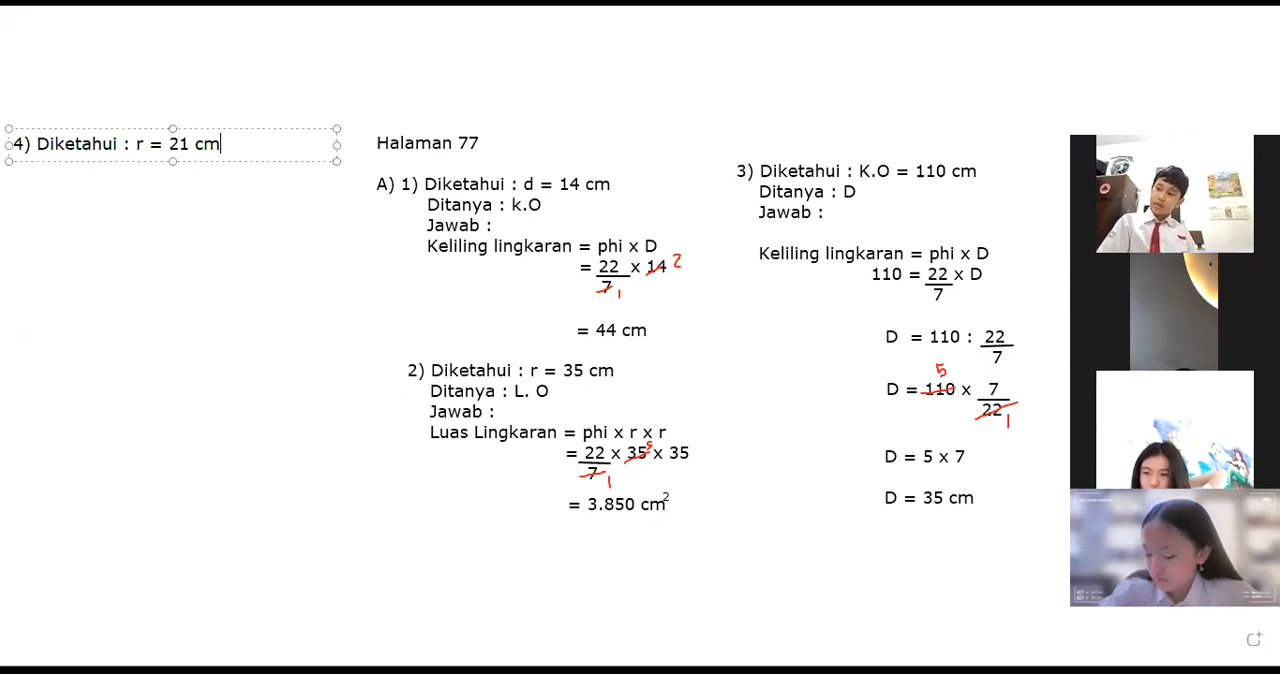 4) Diketahui : r = 21 cm
Halaman 77
A) 1) Diketahui : d = 14 cm
Ditanya : k.O
Jawab :
Keliling lingkaran = phi x D
= 22 x 14 2
7 1
= 44 cm
2) Diketahui : r = 35 cm
Ditanya : L. O
Jawab :
Luas Lingkaran = phi x r x r
= 22 x 35 5 x 35
7 1
= 3.850 cm2
3) Diketahui : K.O = 110 cm
Ditanya : D
Jawab :
Keliling lingkaran = phi x D
110 = 22 x D
7
D = 110 : 22
7
5
D = 110 x 7
22 1
D = 5 x 7
D = 35 cm